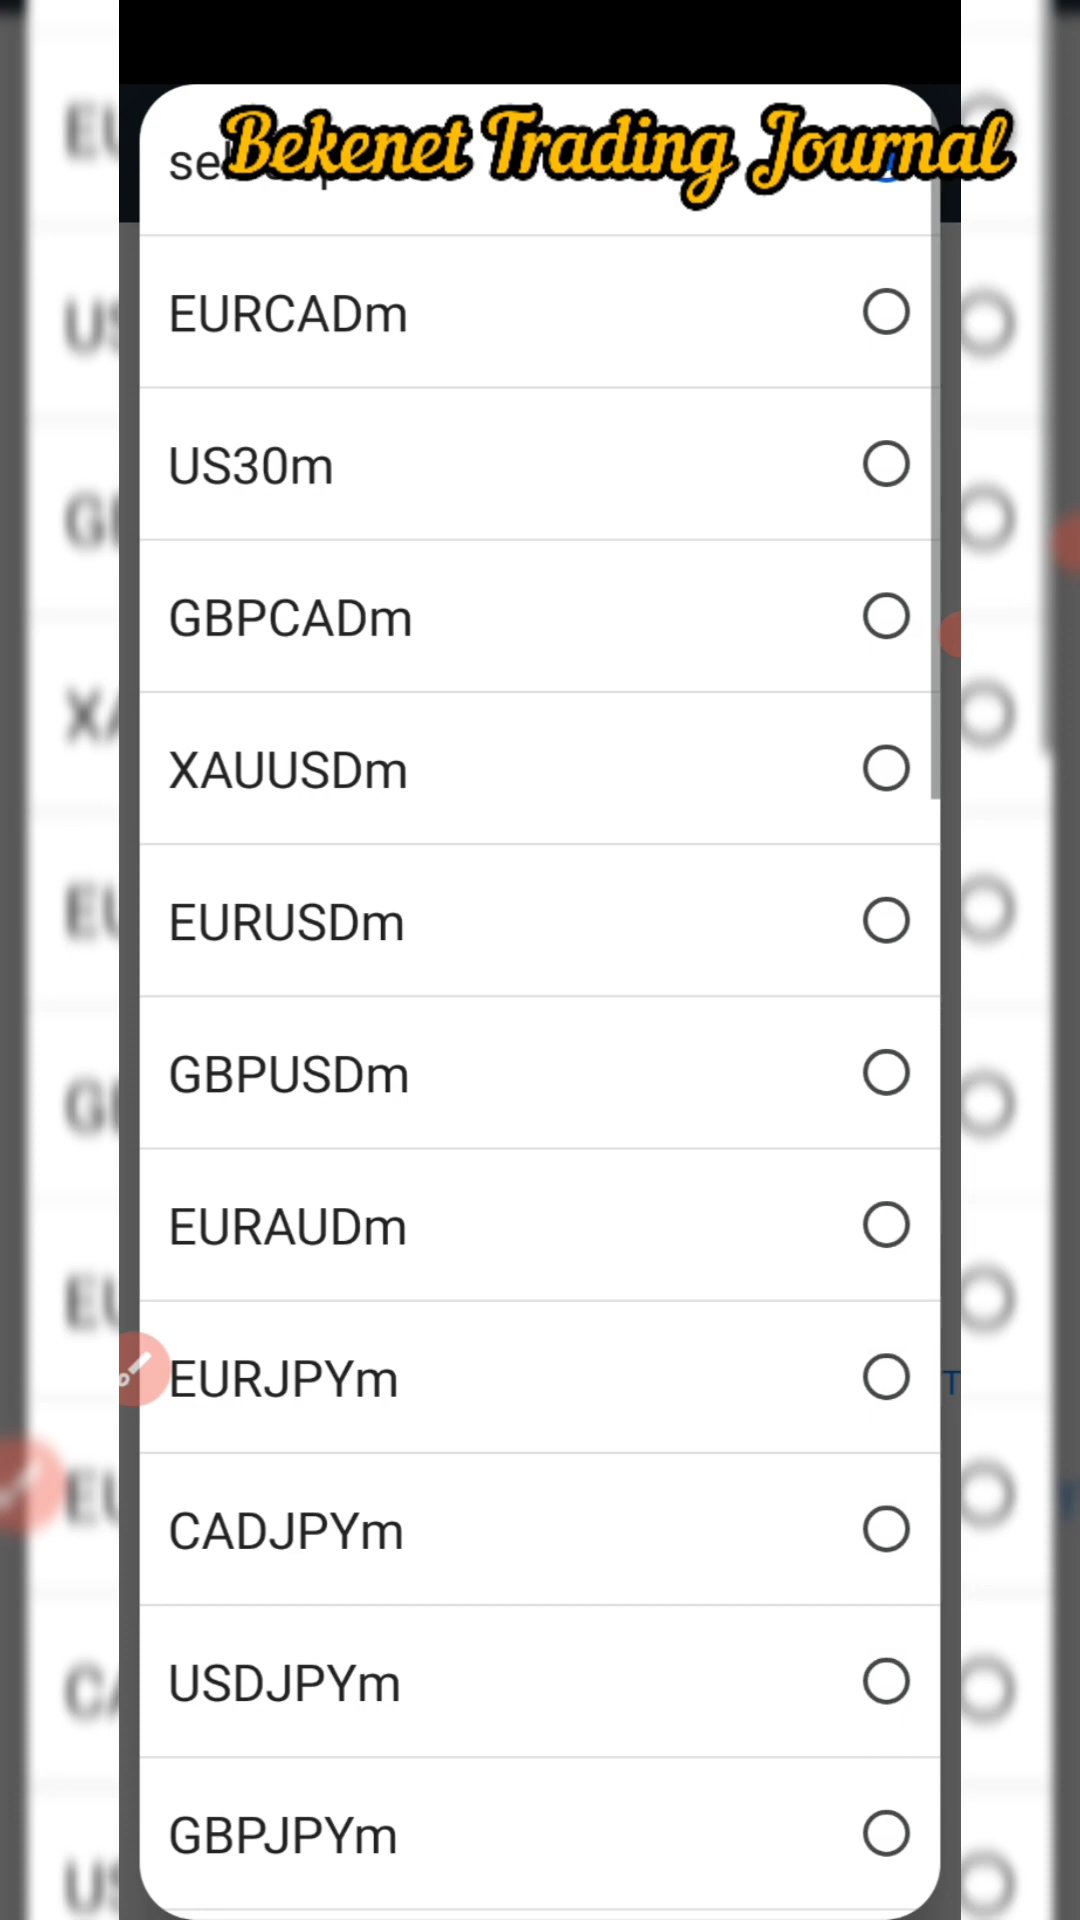 Bekenet Trading Journal
EURCADm
US30m
GBPCADm
XAUUSDm
EURUSDm
GBPUSDm
EURAUDm
EURJPYm
CADJPYm
USDJPYm
GBPJPYm